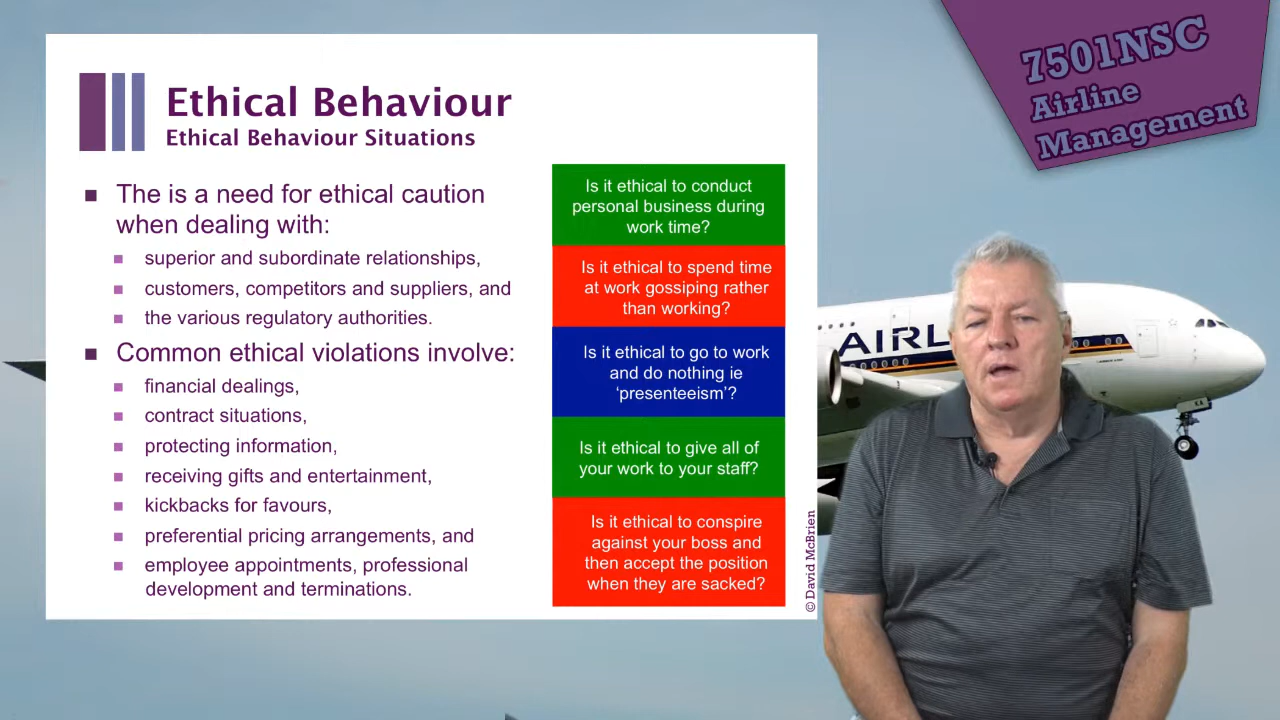 7501NSC
Airline
Management
Ethical Behaviour
Ethical Behaviour Situations
The is a need for ethical caution
when dealing with:
superior and subordinate relationships,
customers, competitors and suppliers, and
the various regulatory authorities.
Common ethical violations involve:
financial dealings,
contract situations,
protecting information,
receiving gifts and entertainment,
kickbacks for favours,
preferential pricing arrangements, and
employee appointments, professional
development and terminations.
Is it ethical to conduct
personal business during
work time?
Is it ethical to spend time
at work gossiping rather
than working?
Is it ethical to go to work
and do nothing ie
‘presenteeism’?
Is it ethical to give all of
your work to your staff?
Is it ethical to conspire
against your boss and
then accept the position
when they are sacked?
© David McBrien